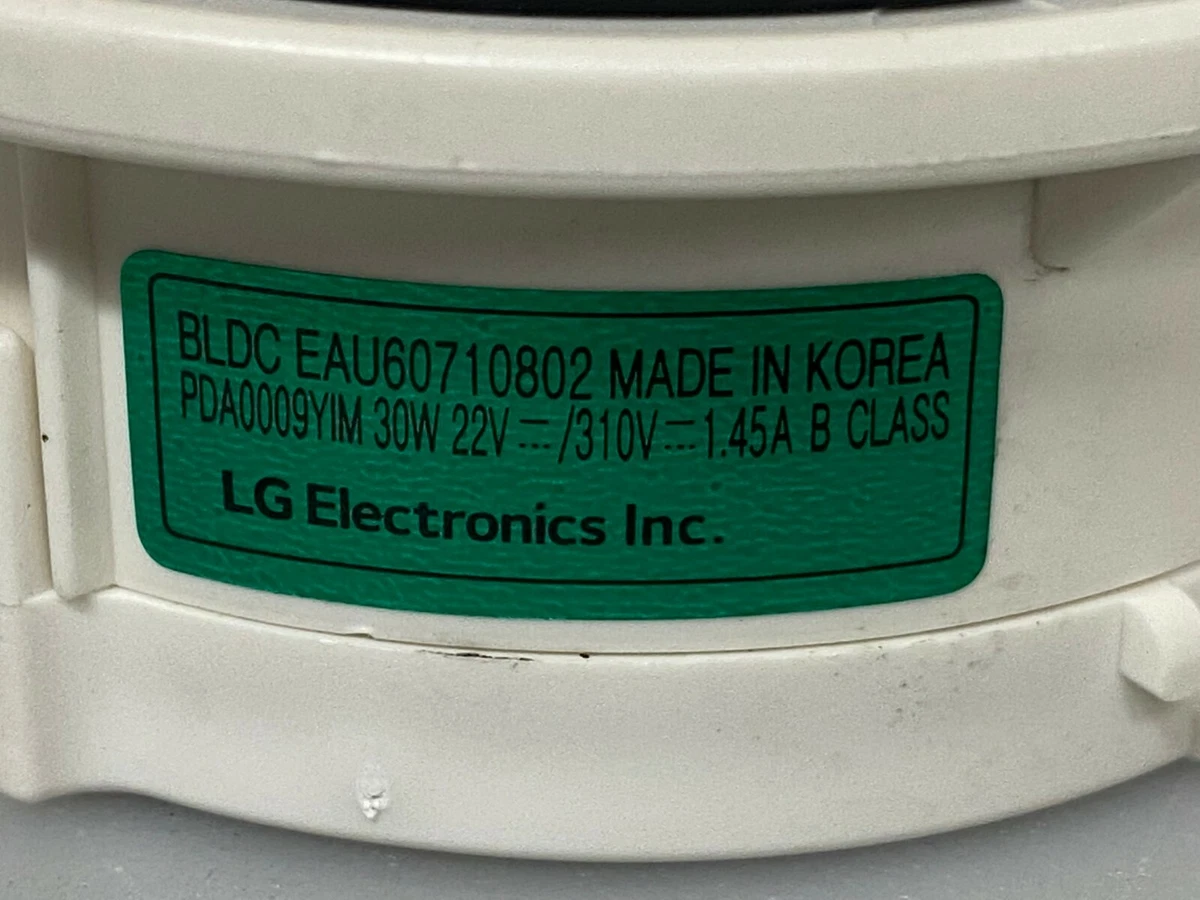 BLDC EAU60710802 MADE IN KOREA
PDA0009YIM 30W 22V⎓/310V⎓1.45A B CLASS
LG Electronics Inc.